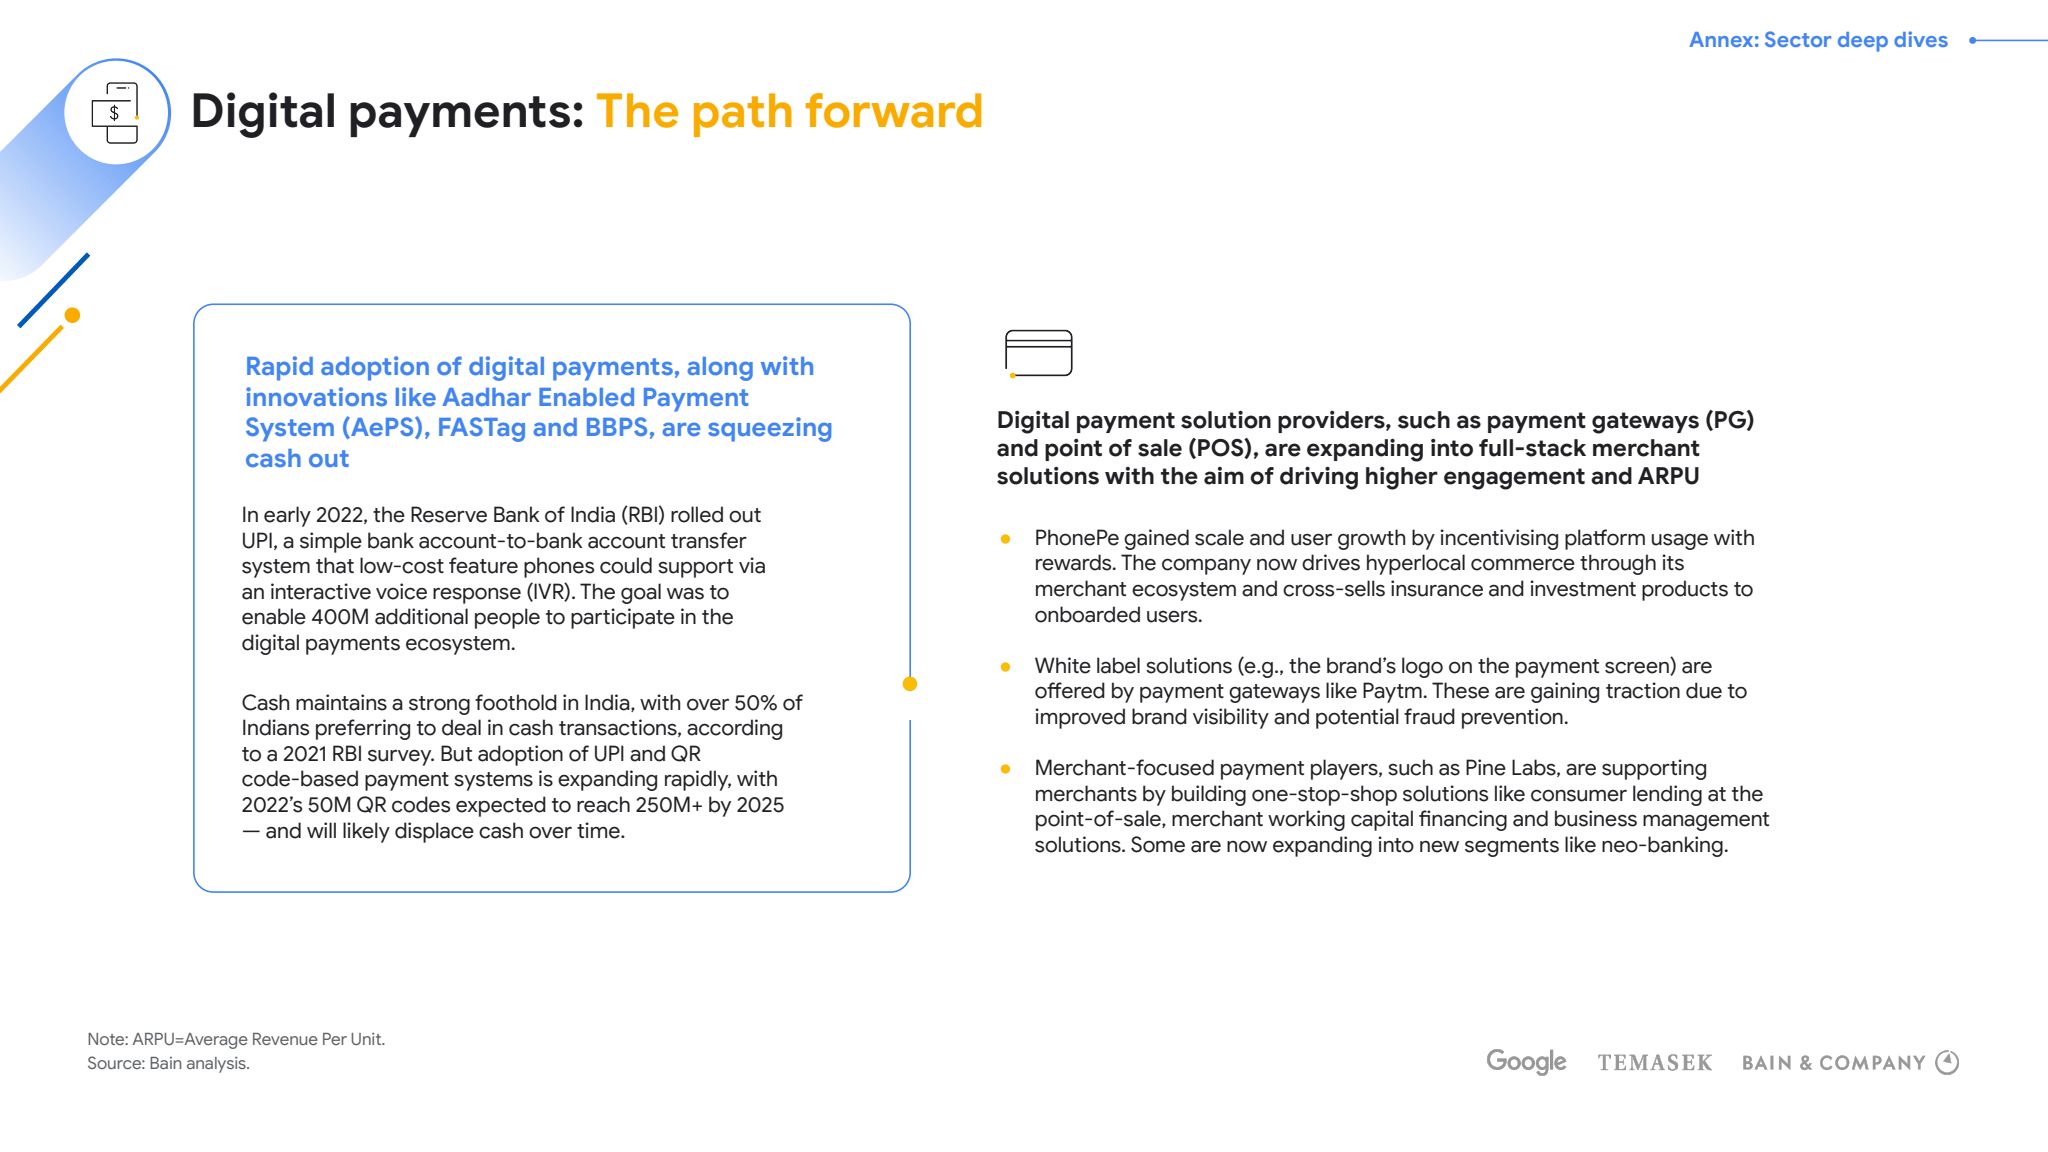 Annex: Sector deep dives
$
Digital payments: The path forward
Rapid adoption of digital payments, along with
innovations like Aadhar Enabled Payment
System (AePS), FASTag and BBPS, are squeezing
cash out
In early 2022, the Reserve Bank of India (RBI) rolled out
UPI, a simple bank account-to-bank account transfer
system that low-cost feature phones could support via
an interactive voice response (IVR). The goal was to
enable 400M additional people to participate in the
digital payments ecosystem.
Cash maintains a strong foothold in India, with over 50% of
Indians preferring to deal in cash transactions, according
to a 2021 RBI survey. But adoption of UPI and QR
code-based payment systems is expanding rapidly, with
2022’s 50M QR codes expected to reach 250M+ by 2025
— and will likely displace cash over time.
Digital payment solution providers, such as payment gateways (PG)
and point of sale (POS), are expanding into full-stack merchant
solutions with the aim of driving higher engagement and ARPU
● PhonePe gained scale and user growth by incentivising platform usage with
rewards. The company now drives hyperlocal commerce through its
merchant ecosystem and cross-sells insurance and investment products to
onboarded users.
● White label solutions (e.g., the brand’s logo on the payment screen) are
offered by payment gateways like Paytm. These are gaining traction due to
improved brand visibility and potential fraud prevention.
● Merchant-focused payment players, such as Pine Labs, are supporting
merchants by building one-stop-shop solutions like consumer lending at the
point-of-sale, merchant working capital financing and business management
solutions. Some are now expanding into new segments like neo-banking.
Note: ARPU=Average Revenue Per Unit.
Source: Bain analysis.
Google TEMASEK BAIN & COMPANY